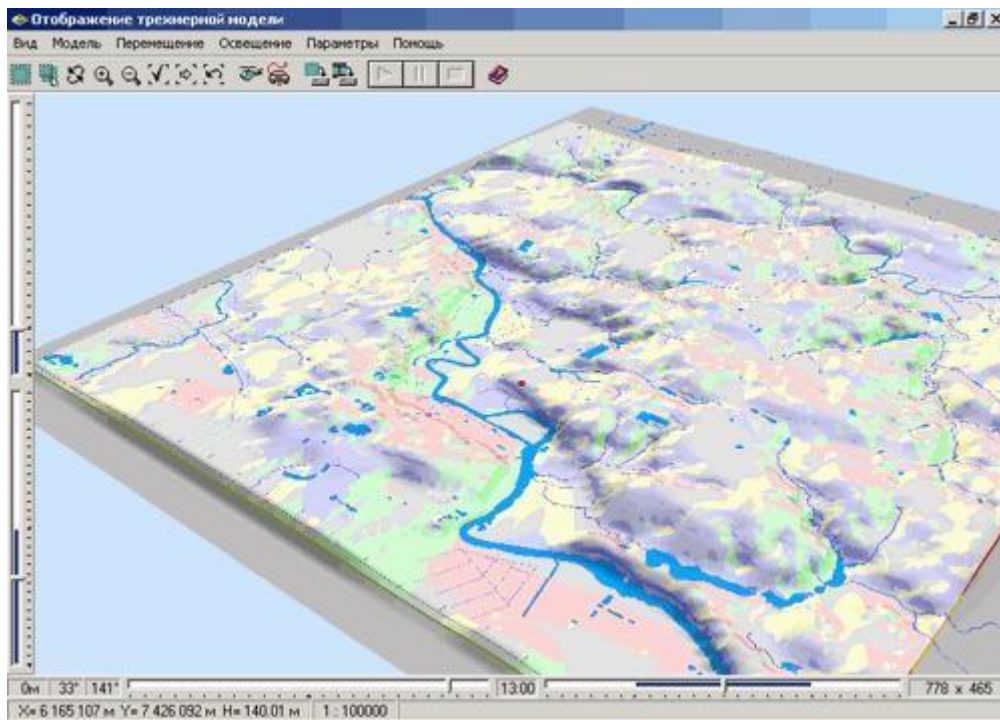 Отображение трехмерной модели
Вид Модель Перемещение Освещение Параметры Помощь
0м 33° 141° 13:00 778 x 465
X= 6 165 107 м Y= 7 426 092 м H= 140.01 м 1 : 100000